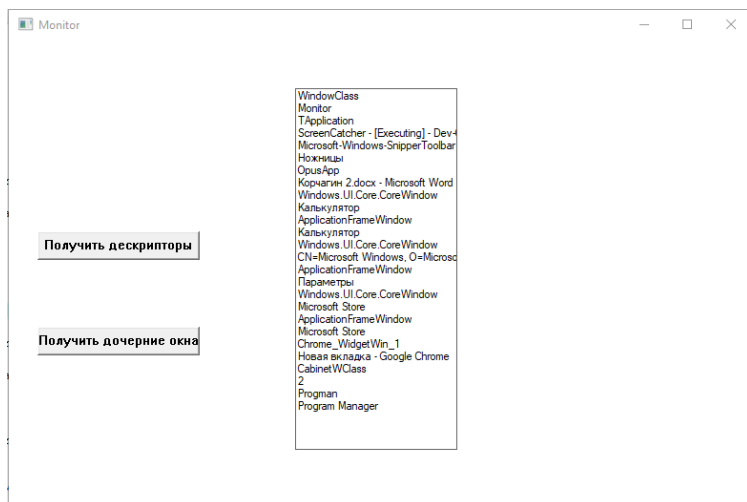 Monitor
WindowClass
Monitor
TApplication
ScreenCatcher - [Executing] - Dev-
Microsoft-Windows-SnipperToolbar
Ножницы
OpusApp
Корчагин 2.docx - Microsoft Word
Windows.UI.Core.CoreWindow
Калькулятор
ApplicationFrameWindow
Калькулятор
Windows.UI.Core.CoreWindow
CN=Microsoft Windows, O=Microso
ApplicationFrameWindow
Параметры
Windows.UI.Core.CoreWindow
Microsoft Store
ApplicationFrameWindow
Microsoft Store
Chrome_WidgetWin_1
Новая вкладка - Google Chrome
CabinetWClass
2
Progman
Program Manager
Получить дескрипторы
Получить дочерние окна